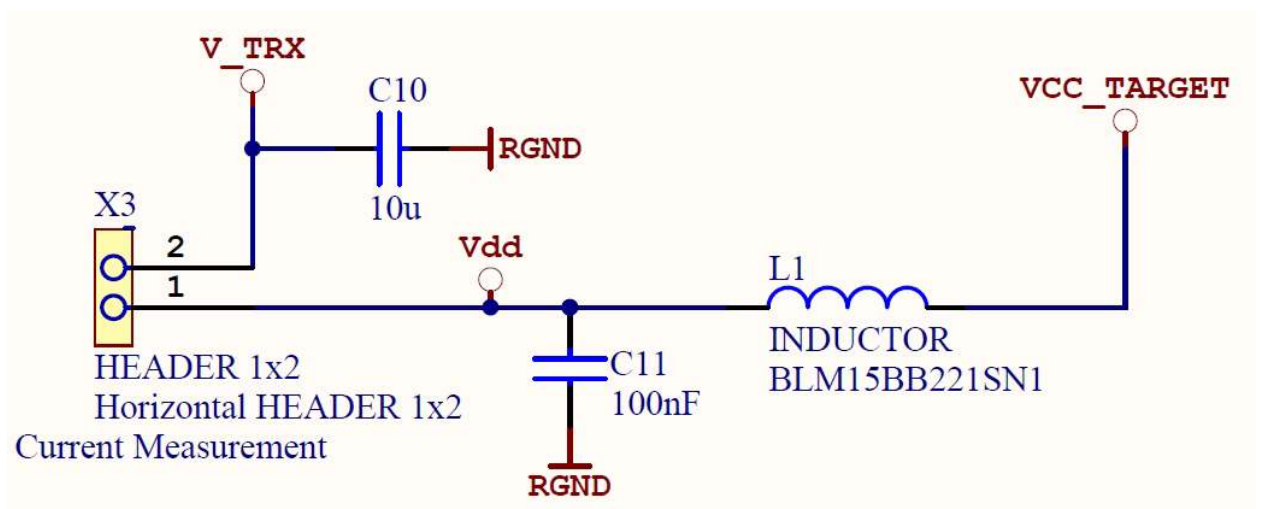 V_TRX
C10
VCC_TARGET
RGND
X3
10u
2
Vdd
1
L1
INDUCTOR
BLM15BB221SN1
C11
100nF
HEADER 1x2
Horizontal HEADER 1x2
Current Measurement
RGND